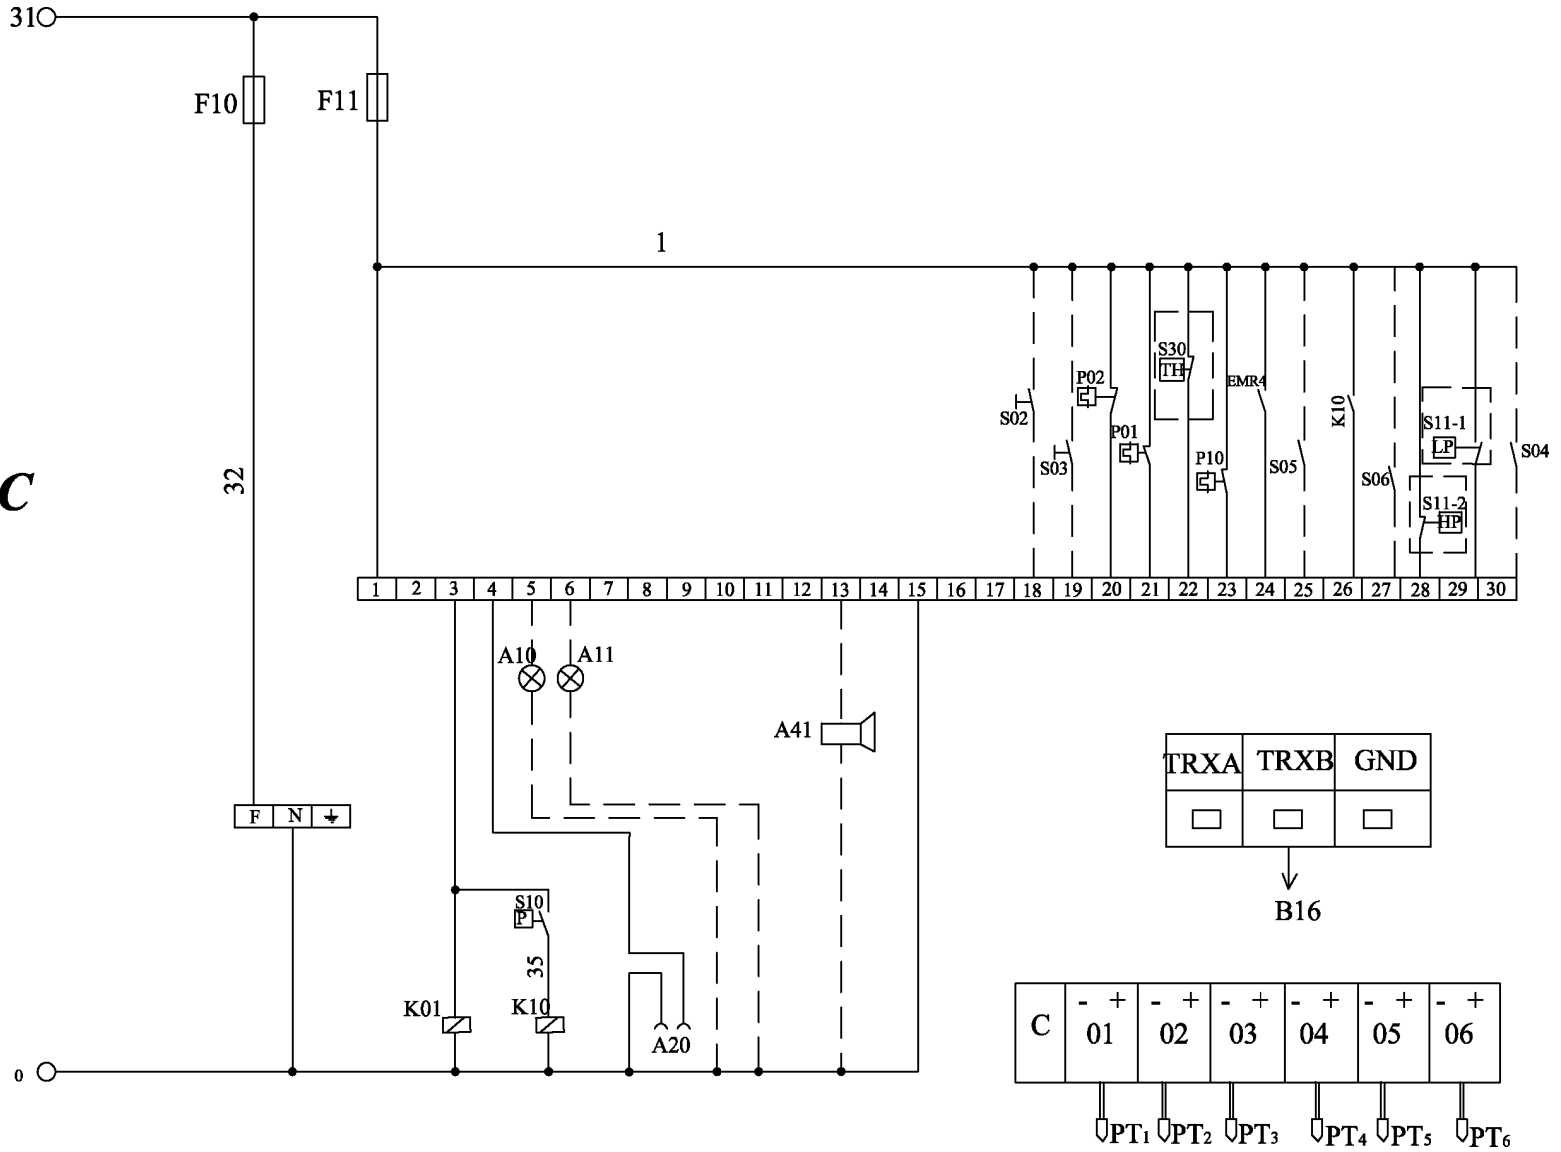 31
F10
F11
1
S30
TH
P02
EMR4
S02
K10
S11-1
LP
P01
S03
P10
S05
S06
S04
32
C
S11-2
HP
1 2 3 4 5 6 7 8 9 10 11 12 13 14 15 16 17 18 19 20 21 22 23 24 25 26 27 28 29 30
A10
A11
A41
TRXA TRXB GND
F N
B16
S10
P
35
K01
K10
A20
0
C
- + - + - + - + - + - +
01 02 03 04 05 06
PT1 PT2 PT3 PT4 PT5 PT6